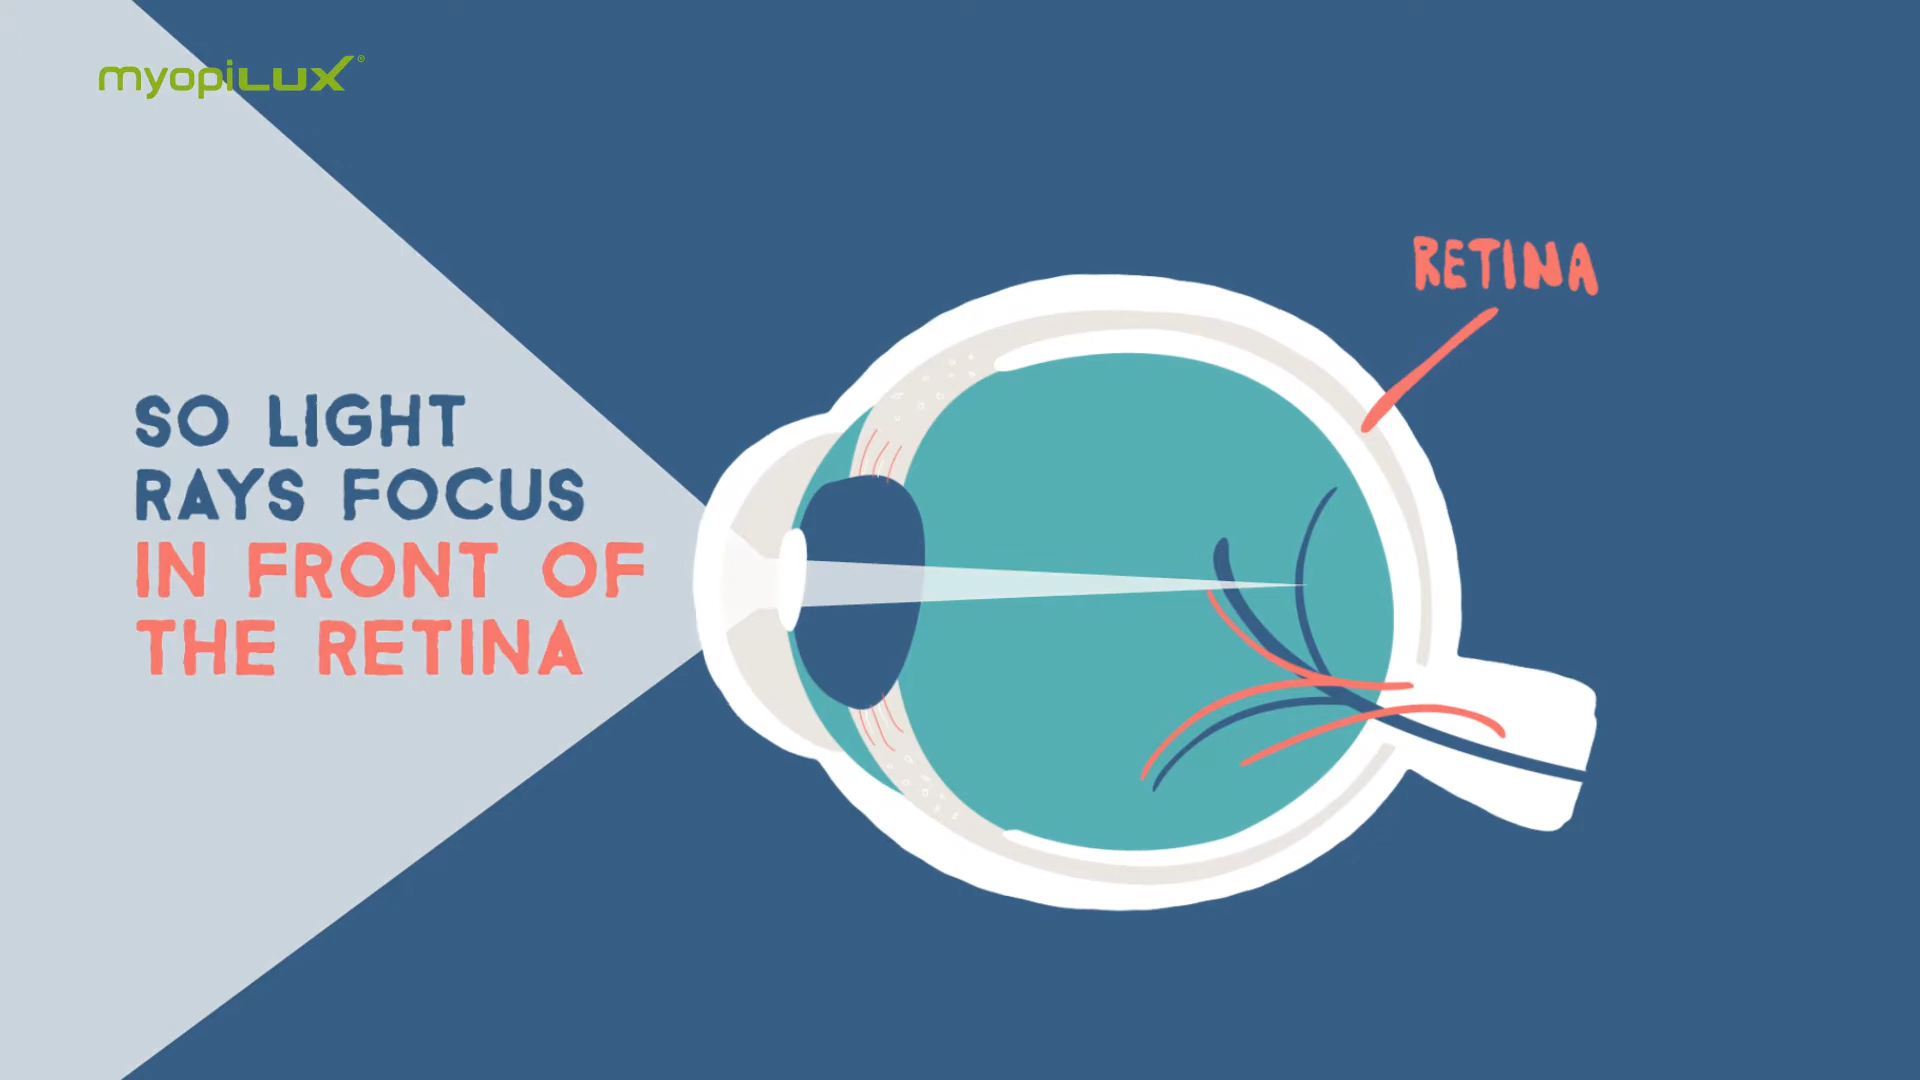 myopiLUX®
RETINA
SO LIGHT
RAYS FOCUS
IN FRONT OF
THE RETINA